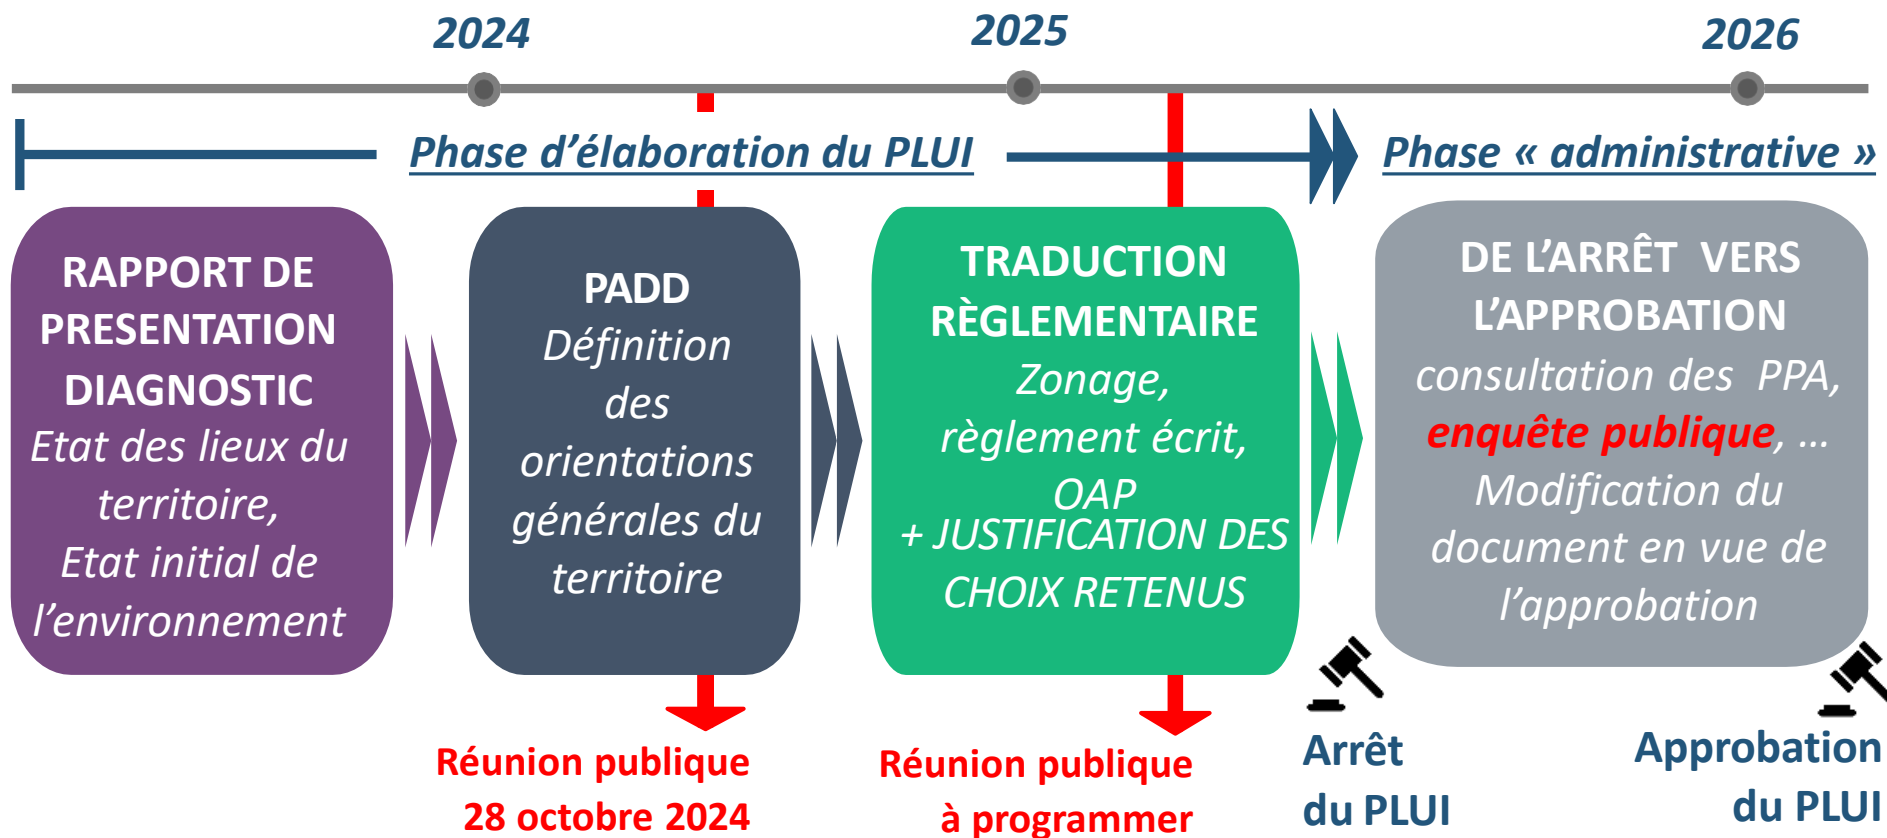 2024
2025
2026
Phase d’élaboration du PLUI
Phase « administrative »
RAPPORT DE
PRESENTATION
DIAGNOSTIC
Etat des lieux du
territoire,
Etat initial de
l’environnement
PADD
Définition
des
orientations
générales du
territoire
TRADUCTION
RÈGLEMENTAIRE
Zonage,
règlement écrit,
OAP
+ JUSTIFICATION DES
CHOIX RETENUS
DE L’ARRÊT VERS
L’APPROBATION
consultation des PPA,
enquête publique, ...
Modification du
document en vue de
l’approbation
Réunion publique
28 octobre 2024
Réunion publique
à programmer
Arrêt
du PLUI
Approbation
du PLUI